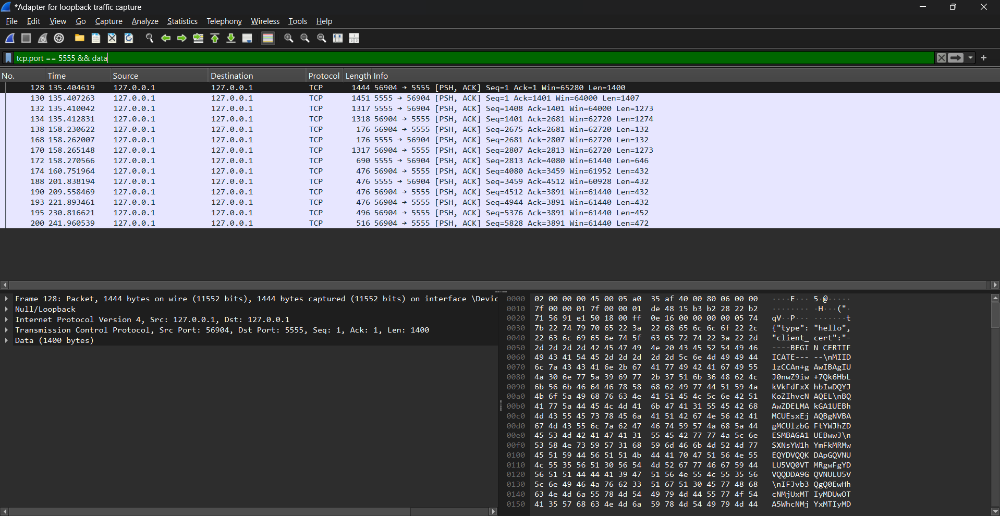 *Adapter for loopback traffic capture
File Edit View Go Capture Analyze Statistics Telephony Wireless Tools Help
tcp.port == 5555 && data
No. Time Source Destination Protocol Length Info
128 135.404619 127.0.0.1 127.0.0.1 TCP 1444 56904 → 5555 [PSH, ACK] Seq=1 Ack=1 Win=65280 Len=1400
130 135.407263 127.0.0.1 127.0.0.1 TCP 1451 5555 → 56904 [PSH, ACK] Seq=1 Ack=1401 Win=64000 Len=1407
132 135.410042 127.0.0.1 127.0.0.1 TCP 1317 5555 → 56904 [PSH, ACK] Seq=1408 Ack=1401 Win=64000 Len=1273
134 135.412831 127.0.0.1 127.0.0.1 TCP 1318 56904 → 5555 [PSH, ACK] Seq=1401 Ack=2681 Win=62720 Len=1274
138 158.230622 127.0.0.1 127.0.0.1 TCP 176 56904 → 5555 [PSH, ACK] Seq=2675 Ack=2681 Win=62720 Len=132
168 158.262007 127.0.0.1 127.0.0.1 TCP 176 5555 → 56904 [PSH, ACK] Seq=2681 Ack=2807 Win=62720 Len=132
170 158.265148 127.0.0.1 127.0.0.1 TCP 1317 56904 → 5555 [PSH, ACK] Seq=2807 Ack=2813 Win=62720 Len=1273
172 158.270566 127.0.0.1 127.0.0.1 TCP 690 5555 → 56904 [PSH, ACK] Seq=2813 Ack=4080 Win=61440 Len=646
174 160.751964 127.0.0.1 127.0.0.1 TCP 476 56904 → 5555 [PSH, ACK] Seq=4080 Ack=3459 Win=61952 Len=432
188 201.838194 127.0.0.1 127.0.0.1 TCP 476 5555 → 56904 [PSH, ACK] Seq=3459 Ack=4512 Win=60928 Len=432
190 209.558469 127.0.0.1 127.0.0.1 TCP 476 56904 → 5555 [PSH, ACK] Seq=4512 Ack=3891 Win=61440 Len=432
193 221.893461 127.0.0.1 127.0.0.1 TCP 476 56904 → 5555 [PSH, ACK] Seq=4944 Ack=3891 Win=61440 Len=432
195 230.816621 127.0.0.1 127.0.0.1 TCP 496 56904 → 5555 [PSH, ACK] Seq=5376 Ack=3891 Win=61440 Len=452
200 241.960539 127.0.0.1 127.0.0.1 TCP 516 56904 → 5555 [PSH, ACK] Seq=5828 Ack=3891 Win=61440 Len=472
Frame 128: Packet, 1444 bytes on wire (11552 bits), 1444 bytes captured (11552 bits) on interface \Devic
Null/Loopback
Internet Protocol Version 4, Src: 127.0.0.1, Dst: 127.0.0.1
Transmission Control Protocol, Src Port: 56904, Dst Port: 5555, Seq: 1, Ack: 1, Len: 1400
Data (1400 bytes)
0000 02 00 00 00 45 00 05 a0 35 af 40 00 80 06 00 00 ····E··· 5·@·····
0010 7f 00 00 01 7f 00 00 01 de 48 15 b3 b2 28 22 b2 ········ ·H···("·
0020 71 56 91 e1 50 18 00 ff 0e 16 00 00 00 00 05 74 qV··P··· ·······t
0030 7b 22 74 79 70 65 22 3a 22 68 65 6c 6c 6f 22 2c {"type": "hello",
0040 22 63 6c 69 65 6e 74 5f 63 65 72 74 22 3a 22 2d "client_ cert":"-
0050 2d 2d 2d 2d 42 45 47 49 4e 20 43 45 52 54 49 46 ----BEGI N CERTIF
0060 49 43 41 54 45 2d 2d 2d 2d 2d 5c 6e 4d 49 49 44 ICATE--- --\nMIID
0070 6c 7a 43 43 41 6e 2b 67 41 77 49 42 41 67 49 55 lzCCAn+g AwIBAgIU
0080 4a 30 6e 77 5a 39 69 77 2b 37 51 6b 36 48 62 4c J0nwZ9iw +7Qk6HbL
0090 6b 56 6b 46 64 46 78 58 68 62 49 77 44 51 59 4a kVkFdFxX hbIwDQYJ
00a0 4b 6f 5a 49 68 76 63 4e 41 51 45 4c 5c 6e 42 51 KoZIhvcN AQEL\nBQ
00b0 41 77 5a 44 45 4c 4d 41 6b 47 41 31 55 45 42 68 AwZDELMA kGA1UEBh
00c0 4d 43 55 45 73 78 45 6a 41 51 42 67 4e 56 42 41 MCUEsxEj AQBgNVBA
00d0 67 4d 43 55 6c 7a 62 47 46 74 59 57 4a 68 5a 44 gMCUlzbG FtYWJhZD
00e0 45 53 4d 42 41 47 41 31 55 45 42 77 77 4a 5c 6e ESMBAGA1 UEBwwJ\n
00f0 53 58 4e 73 59 57 31 68 59 6d 46 6b 4d 52 4d 77 SXNsYW1h YmFkMRMw
0100 45 51 59 44 56 51 51 4b 44 41 70 47 51 56 4e 55 EQYDVQQK DApGQVNU
0110 4c 55 35 56 51 30 56 54 4d 52 67 77 46 67 59 44 LU5VQ0VT MRgwFgYD
0120 56 51 51 44 44 41 39 47 51 56 4e 55 4c 55 35 56 VQQDDA9G QVNULU5V
0130 5c 6e 49 46 4a 76 62 33 51 67 51 30 45 77 48 68 \nIFJvb3 QgQ0EwHh
0140 63 4e 4d 6a 55 78 4d 54 49 79 4d 44 55 77 4f 54 cNMjUxMT IyMDUwOT
0150 41 35 57 68 63 4e 4d 6a 59 78 4d 54 49 79 4d 44 A5WhcNMj YxMTIyMD